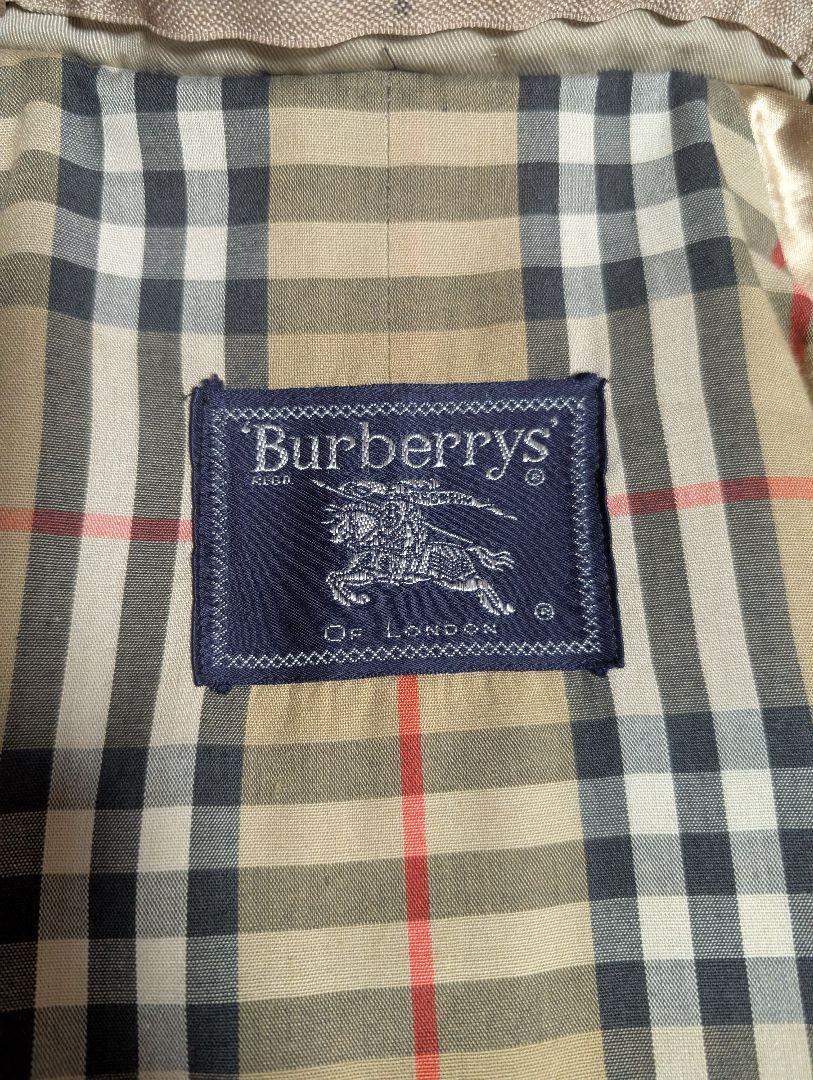 'Burberrys'
REGD. ®
Of London ®